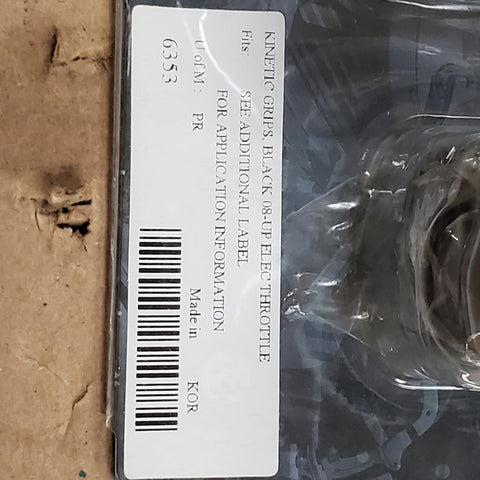 KINETIC GRIPS, BLACK 08-UP ELEC THROTTLE
Fits: SEE ADDITIONAL LABEL
FOR APPLICATION INFORMATION
U of M : PR Made in KOR
6353